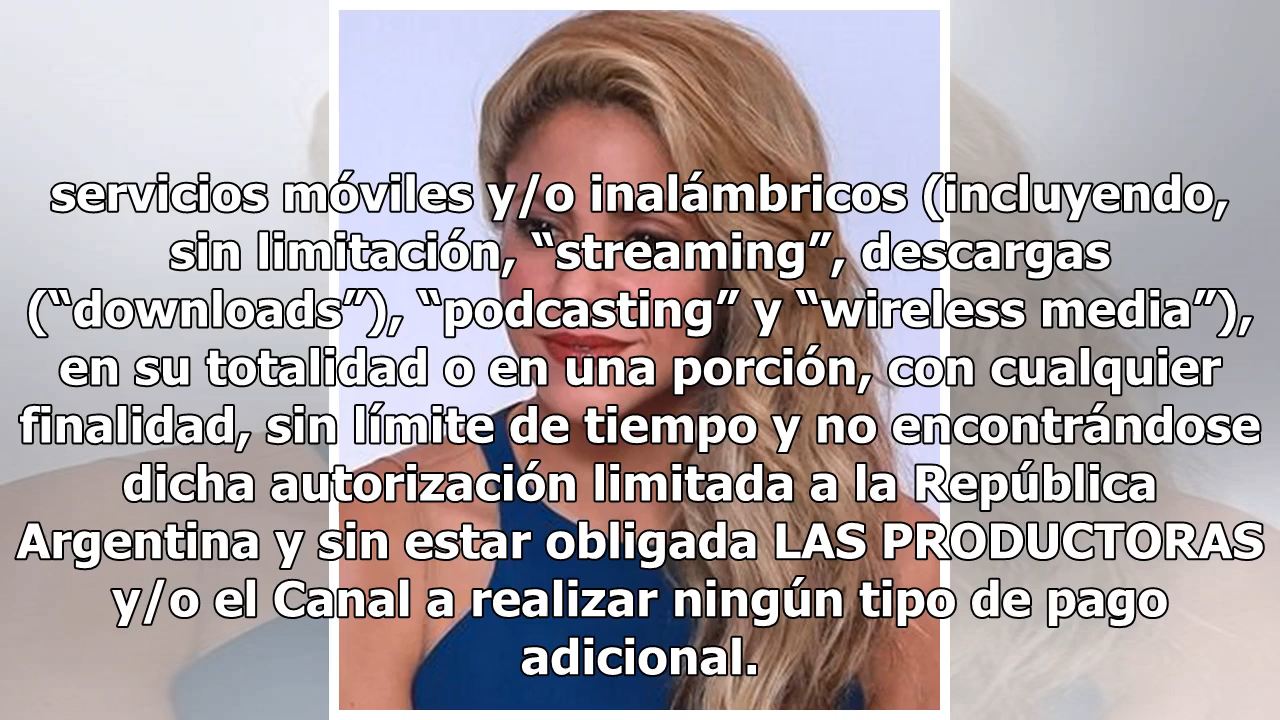 servicios móviles y/o inalámbricos (incluyendo,
sin limitación, “streaming”, descargas
(“downloads”), “podcasting” y “wireless media”),
en su totalidad o en una porción, con cualquier
finalidad, sin límite de tiempo y no encontrándose
dicha autorización limitada a la República
Argentina y sin estar obligada LAS PRODUCTORAS
y/o el Canal a realizar ningún tipo de pago
adicional.